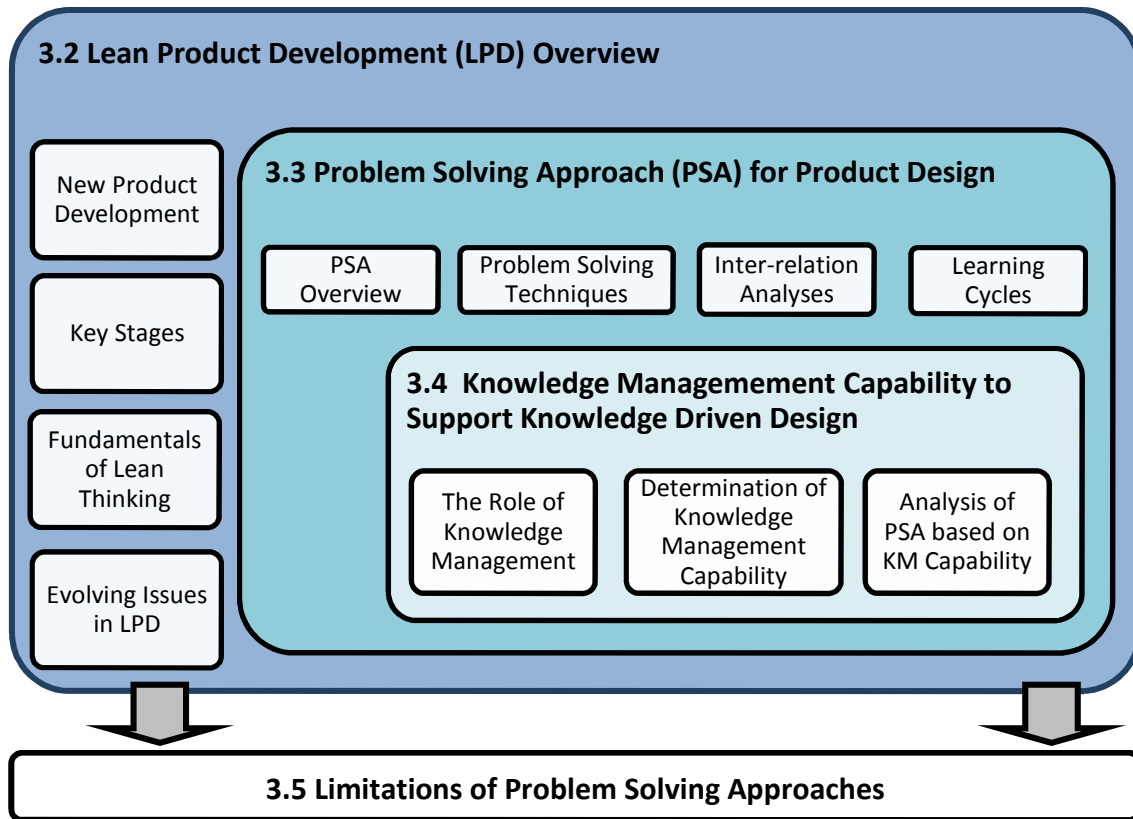 3.2 Lean Product Development (LPD) Overview
New Product
Development
Key Stages
Fundamentals
of Lean
Thinking
Evolving Issues
in LPD
3.3 Problem Solving Approach (PSA) for Product Design
PSA
Overview
Problem Solving
Techniques
Inter-relation
Analyses
Learning
Cycles
3.4 Knowledge Managemement Capability to
Support Knowledge Driven Design
The Role of
Knowledge
Management
Determination of
Knowledge
Management
Capability
Analysis of
PSA based on
KM Capability
3.5 Limitations of Problem Solving Approaches